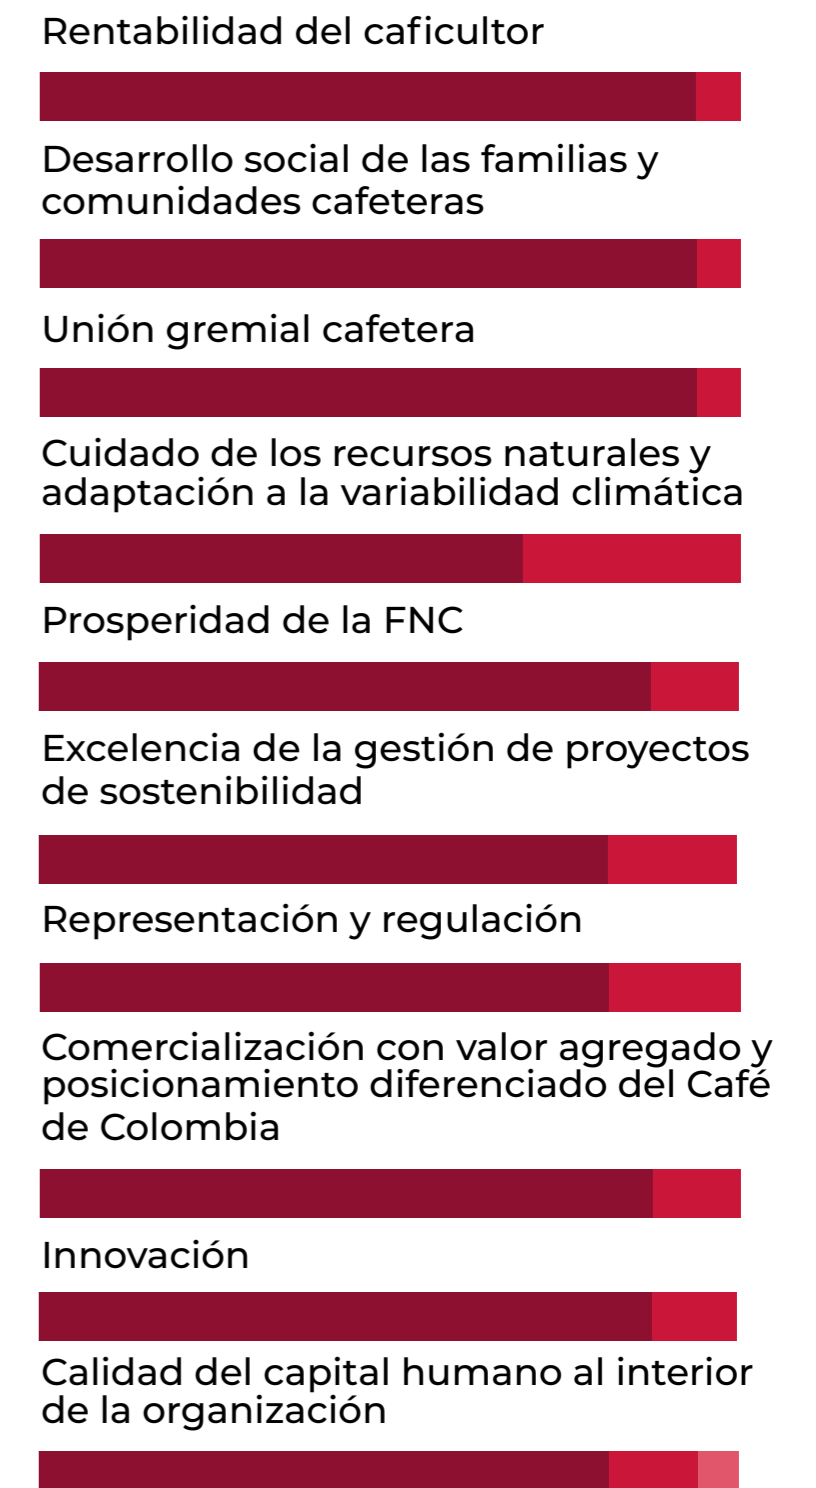 Rentabilidad del caficultor
Desarrollo social de las familias y
comunidades cafeteras
Unión gremial cafetera
Cuidado de los recursos naturales y
adaptación a la variabilidad climática
Prosperidad de la FNC
Excelencia de la gestión de proyectos
de sostenibilidad
Representación y regulación
Comercialización con valor agregado y
posicionamiento diferenciado del Café
de Colombia
Innovación
Calidad del capital humano al interior
de la organización